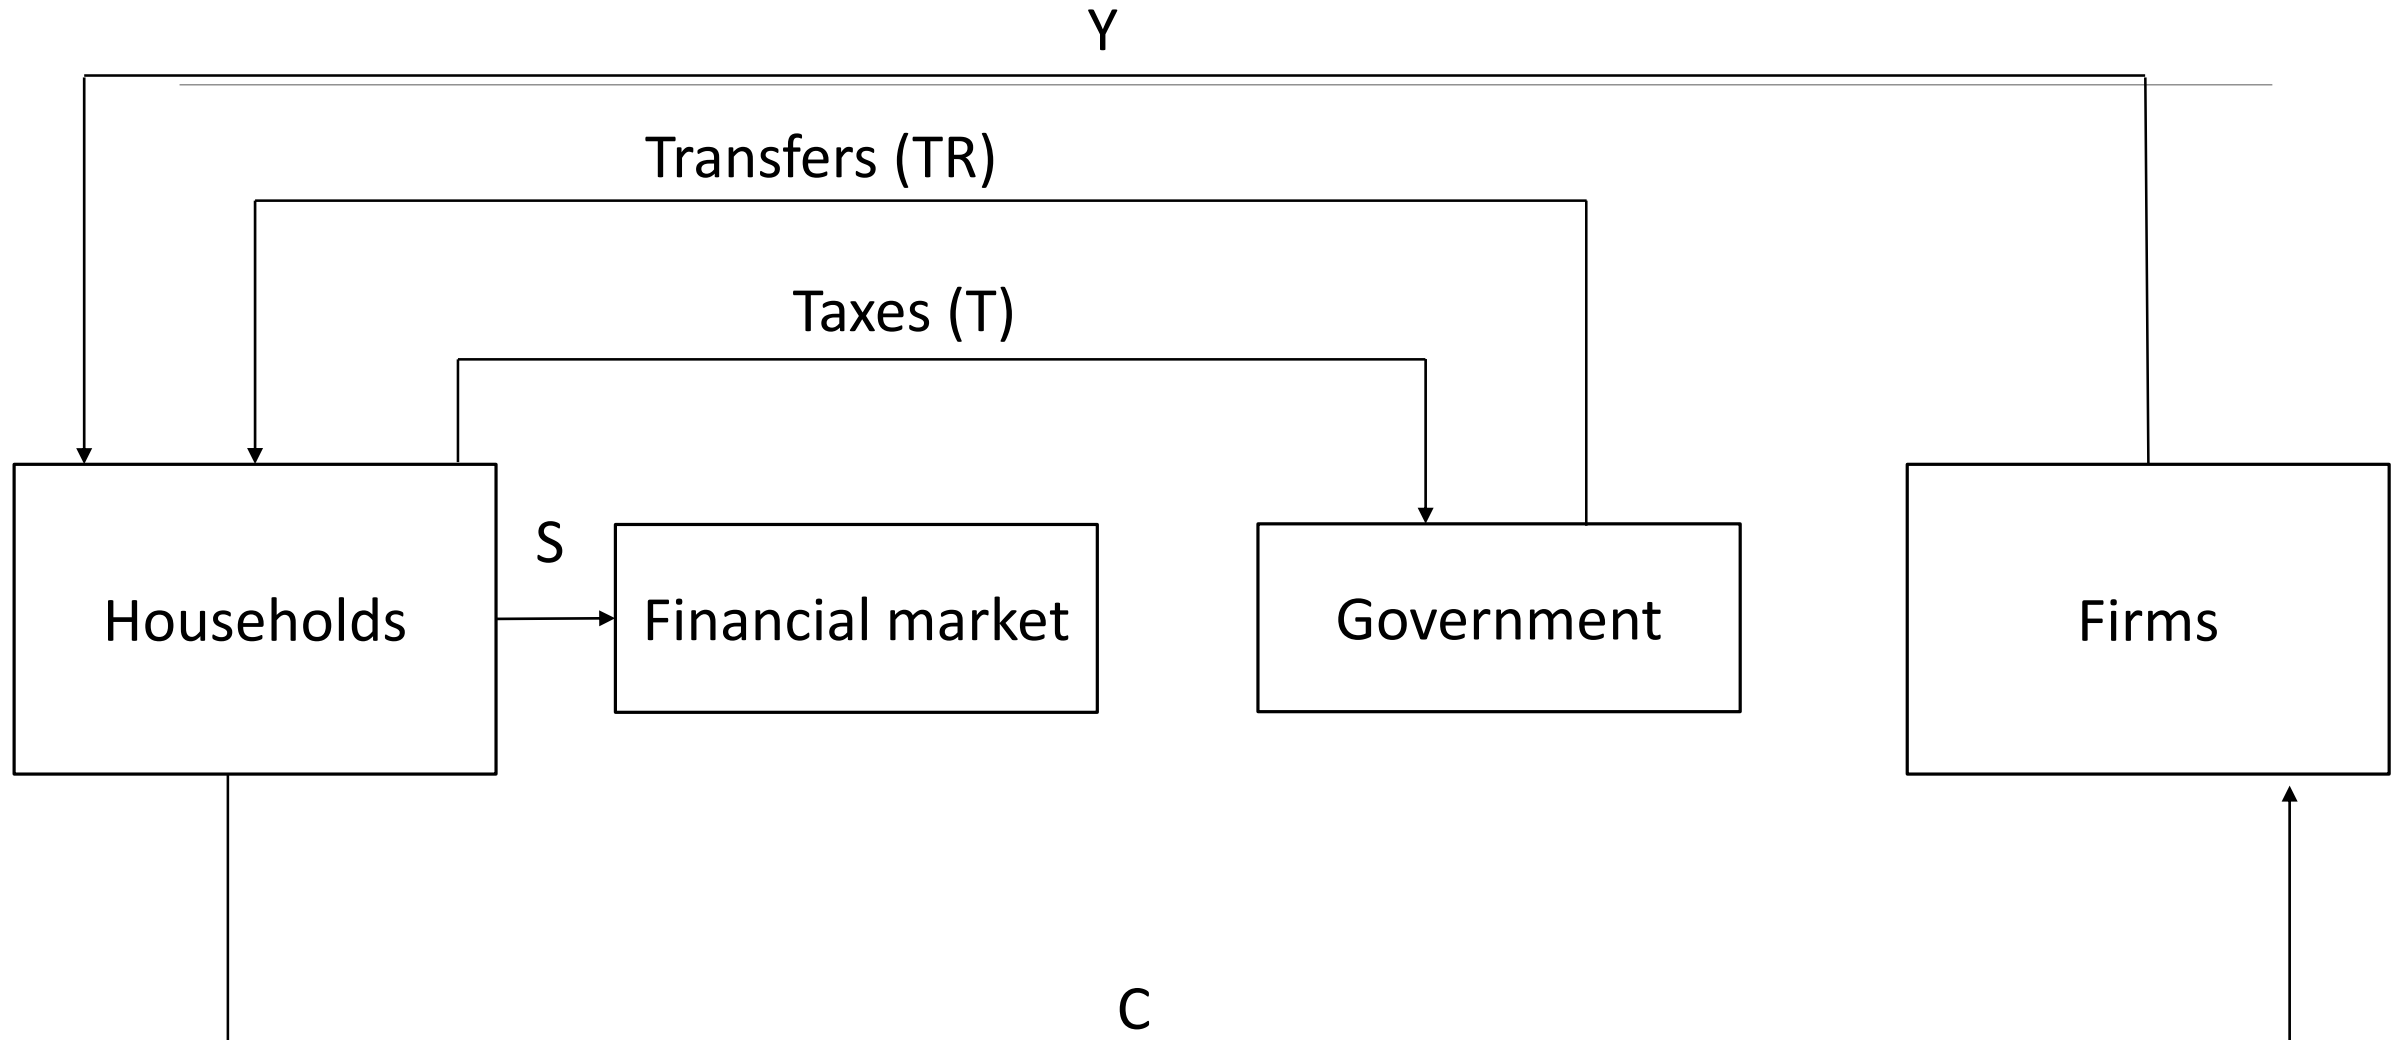 Y
Transfers (TR)
Taxes (T)
S
Households
Financial market
Government
Firms
C